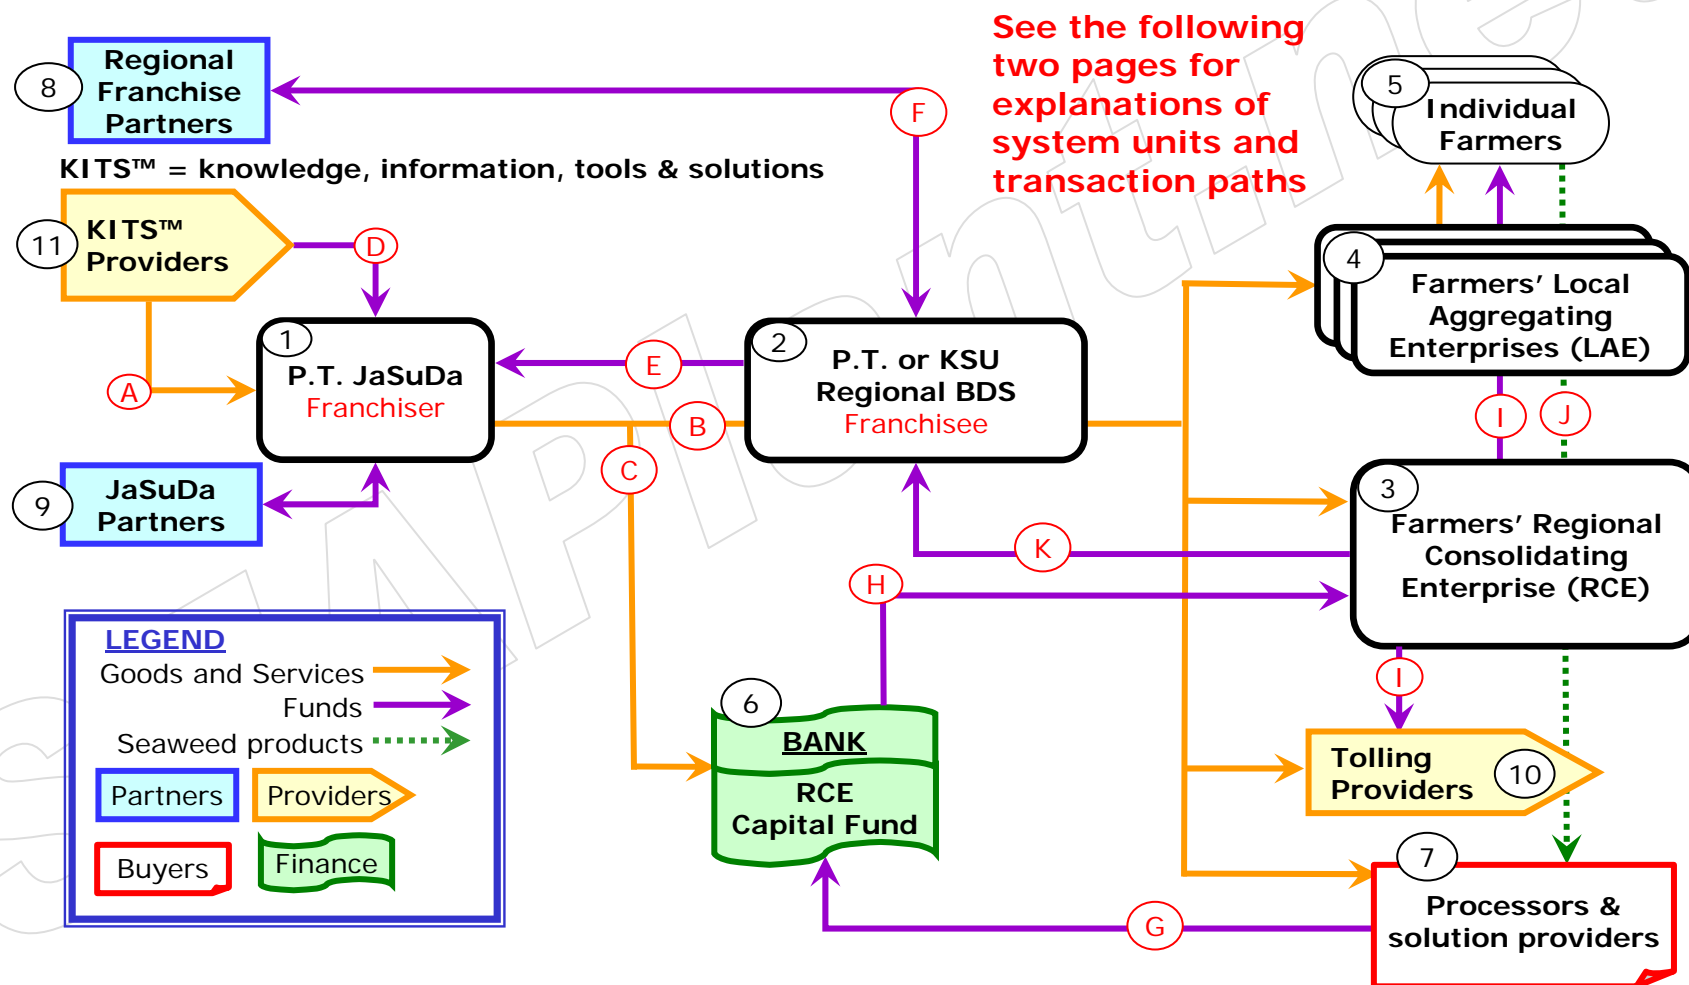 See the following
two pages for
explanations of
system units and
transaction paths
8
Regional
Franchise
Partners
F
5
Individual
Farmers
KITS™ = knowledge, information, tools & solutions
11
KITS™
Providers
D
A
1
P.T. JaSuDa
Franchiser
E
B
C
2
P.T. or KSU
Regional BDS
Franchisee
4
Farmers’ Local
Aggregating
Enterprises (LAE)
I
J
9
JaSuDa
Partners
3
Farmers’ Regional
Consolidating
Enterprise (RCE)
K
H
I
LEGEND
Goods and Services
Funds
Seaweed products
Partners
Providers
Buyers
Finance
6
BANK
RCE
Capital Fund
Tolling
Providers
10
7
Processors &
solution providers
G